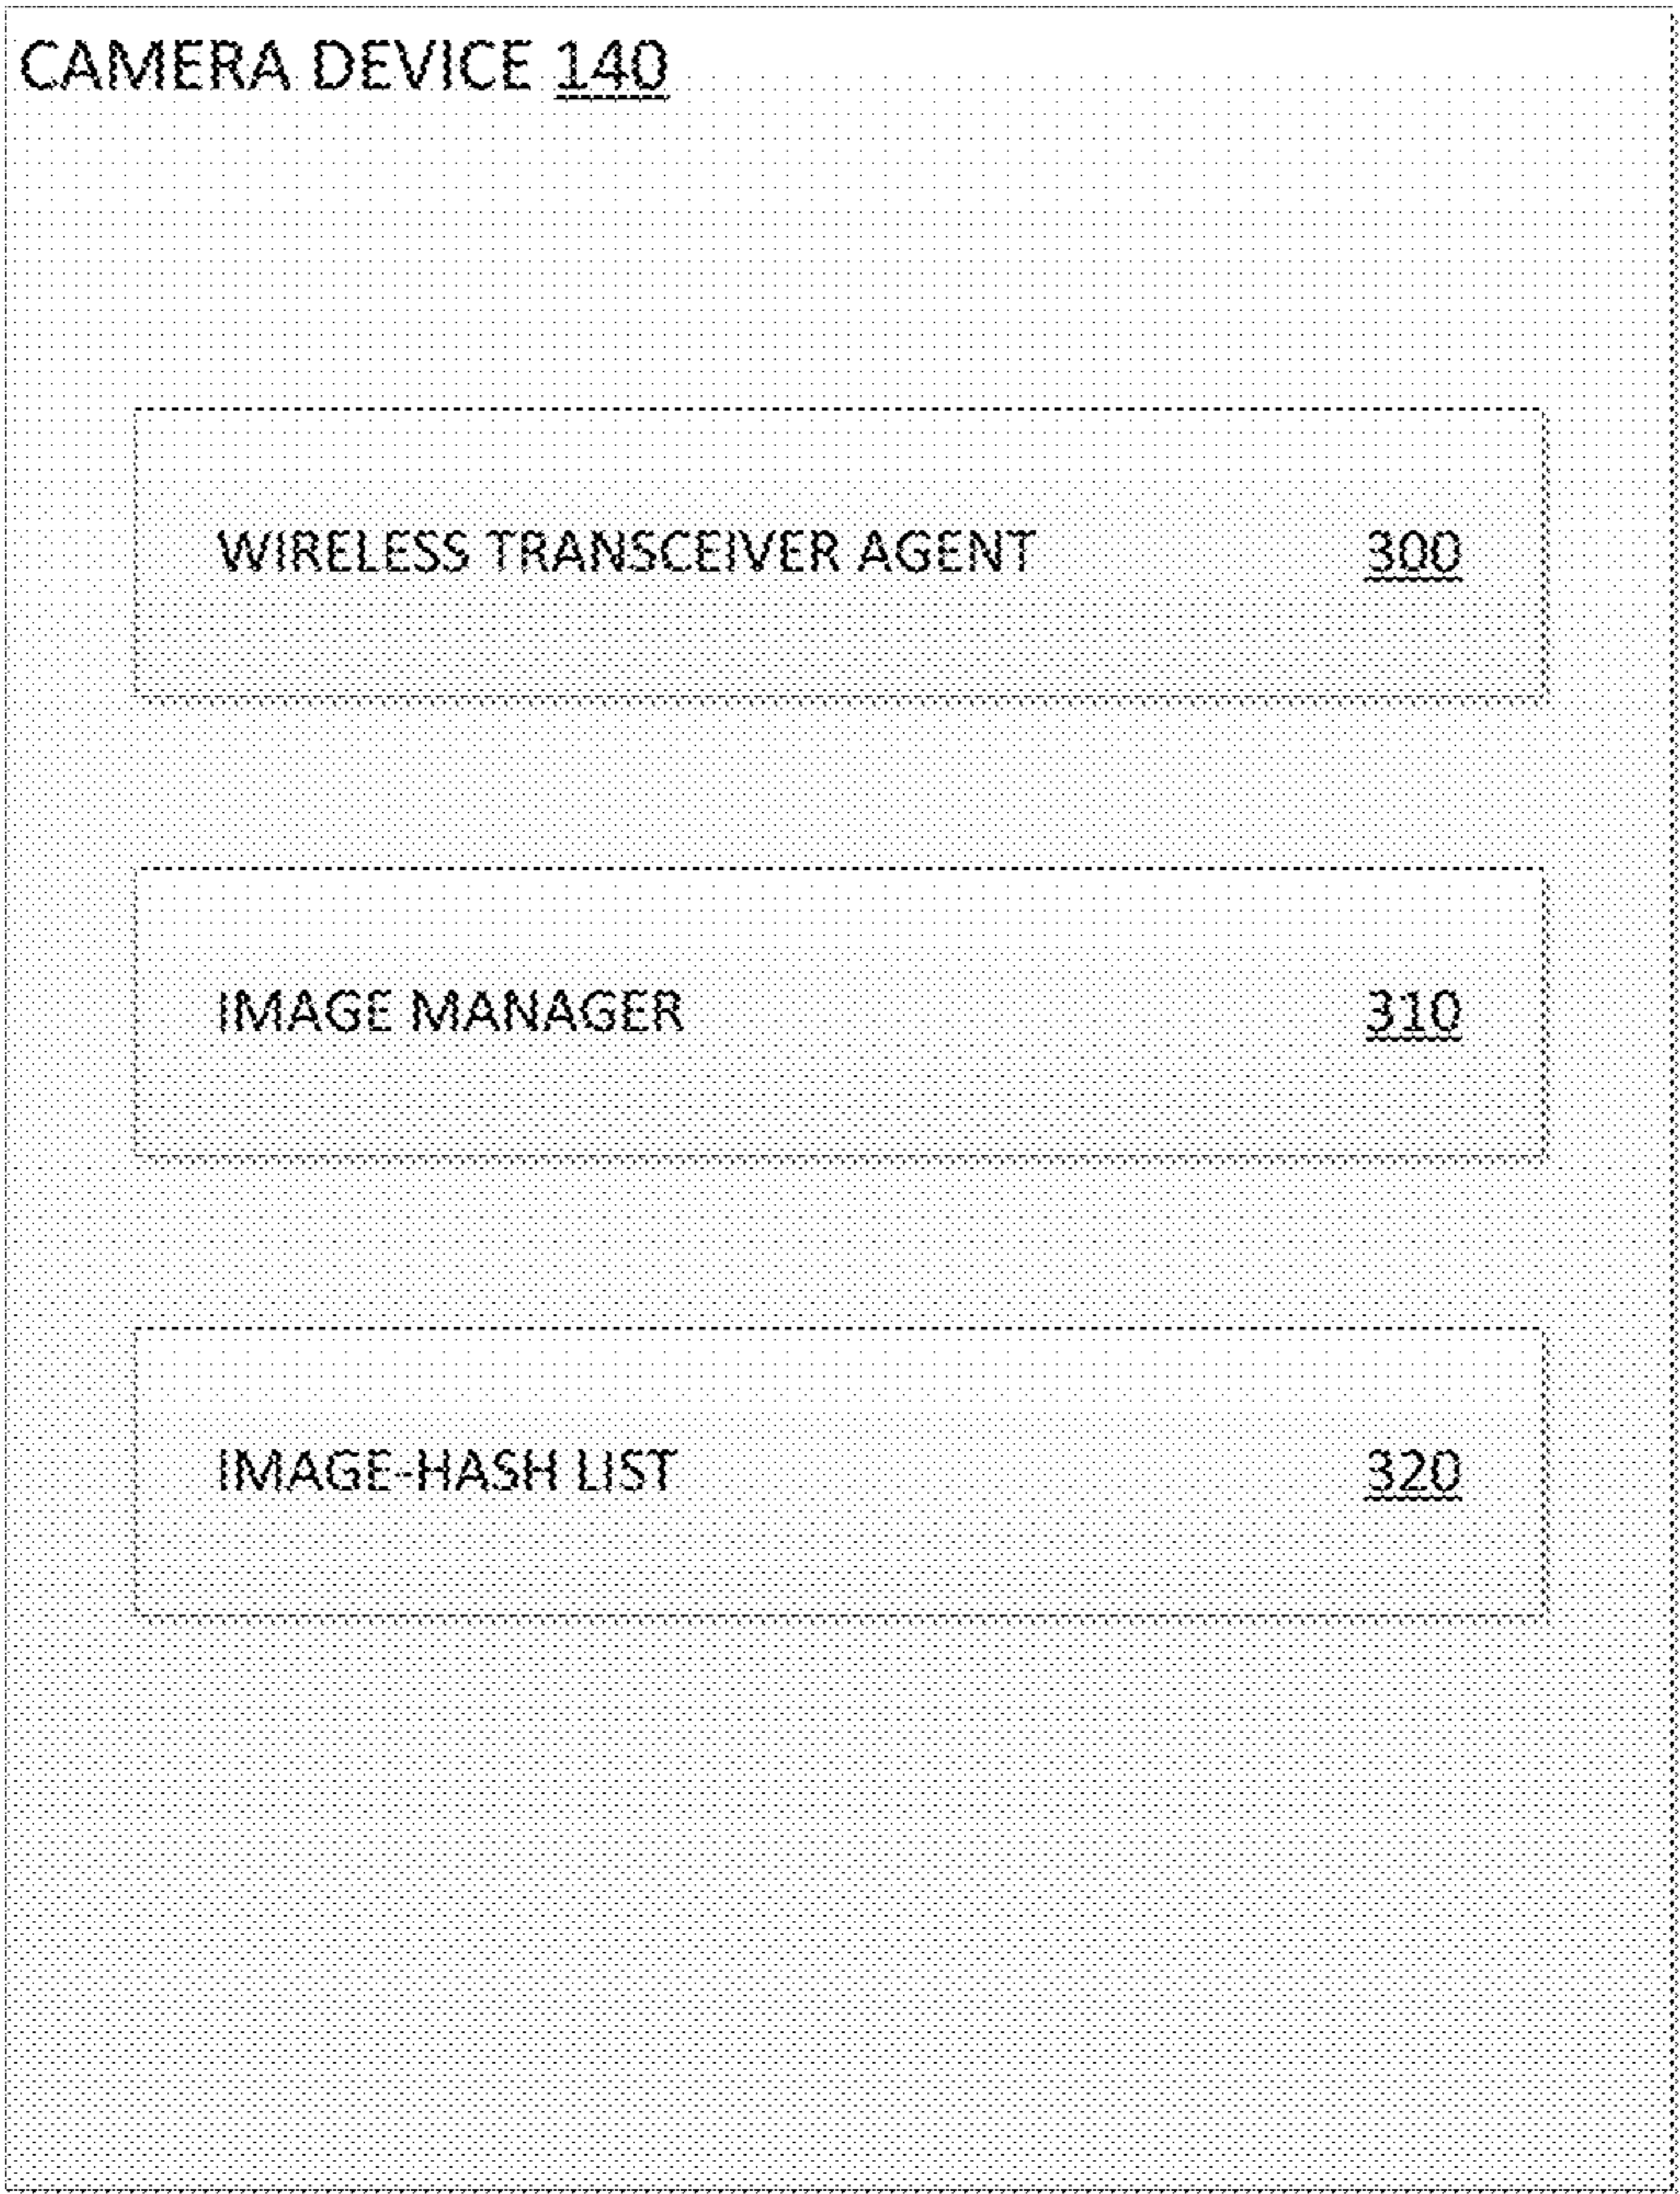 CAMERA DEVICE 140
WIRELESS TRANSCEIVER AGENT 300
IMAGE MANAGER 310
IMAGE-HASH LIST 320